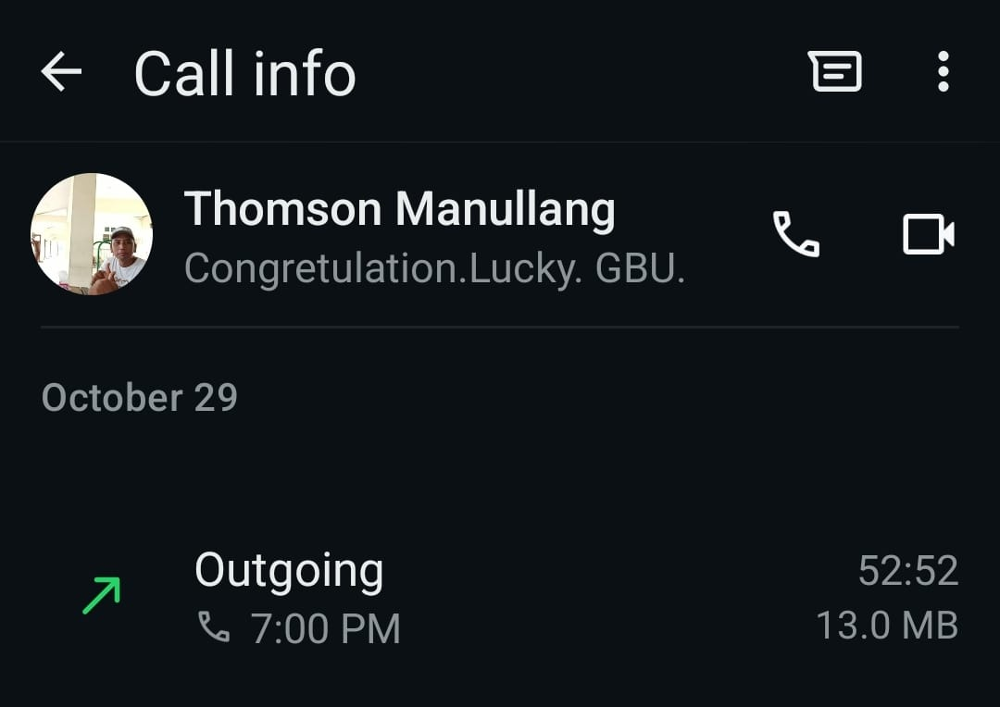 Call info
Thomson Manullang
Congretulation.Lucky. GBU.
October 29
Outgoing 52:52
7:00 PM 13.0 MB